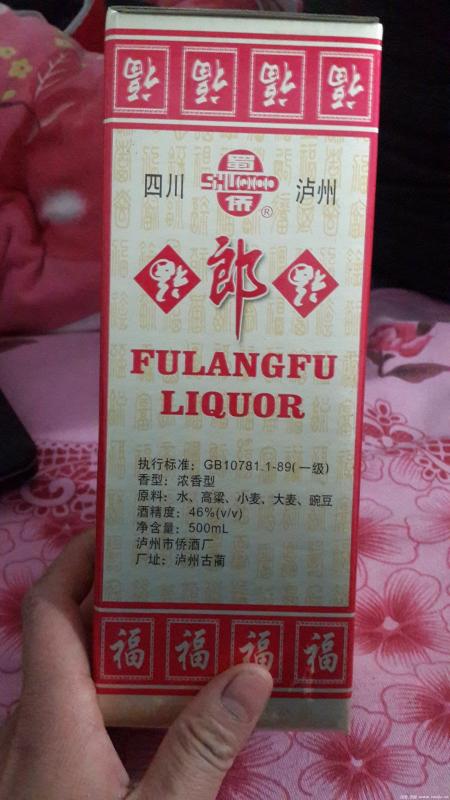 福 福 福 福
四川 蜀 泸州
SHUQIAO
侨 ®
福 郎 福
FULANGFU
LIQUOR
执行标准：GB10781.1-89(一级)
香型：浓香型
原料：水、高粱、小麦、大麦、豌豆
酒精度：46%(v/v)
净含量：500mL
泸州市侨酒厂
厂址：泸州古蔺
福 福 福 福